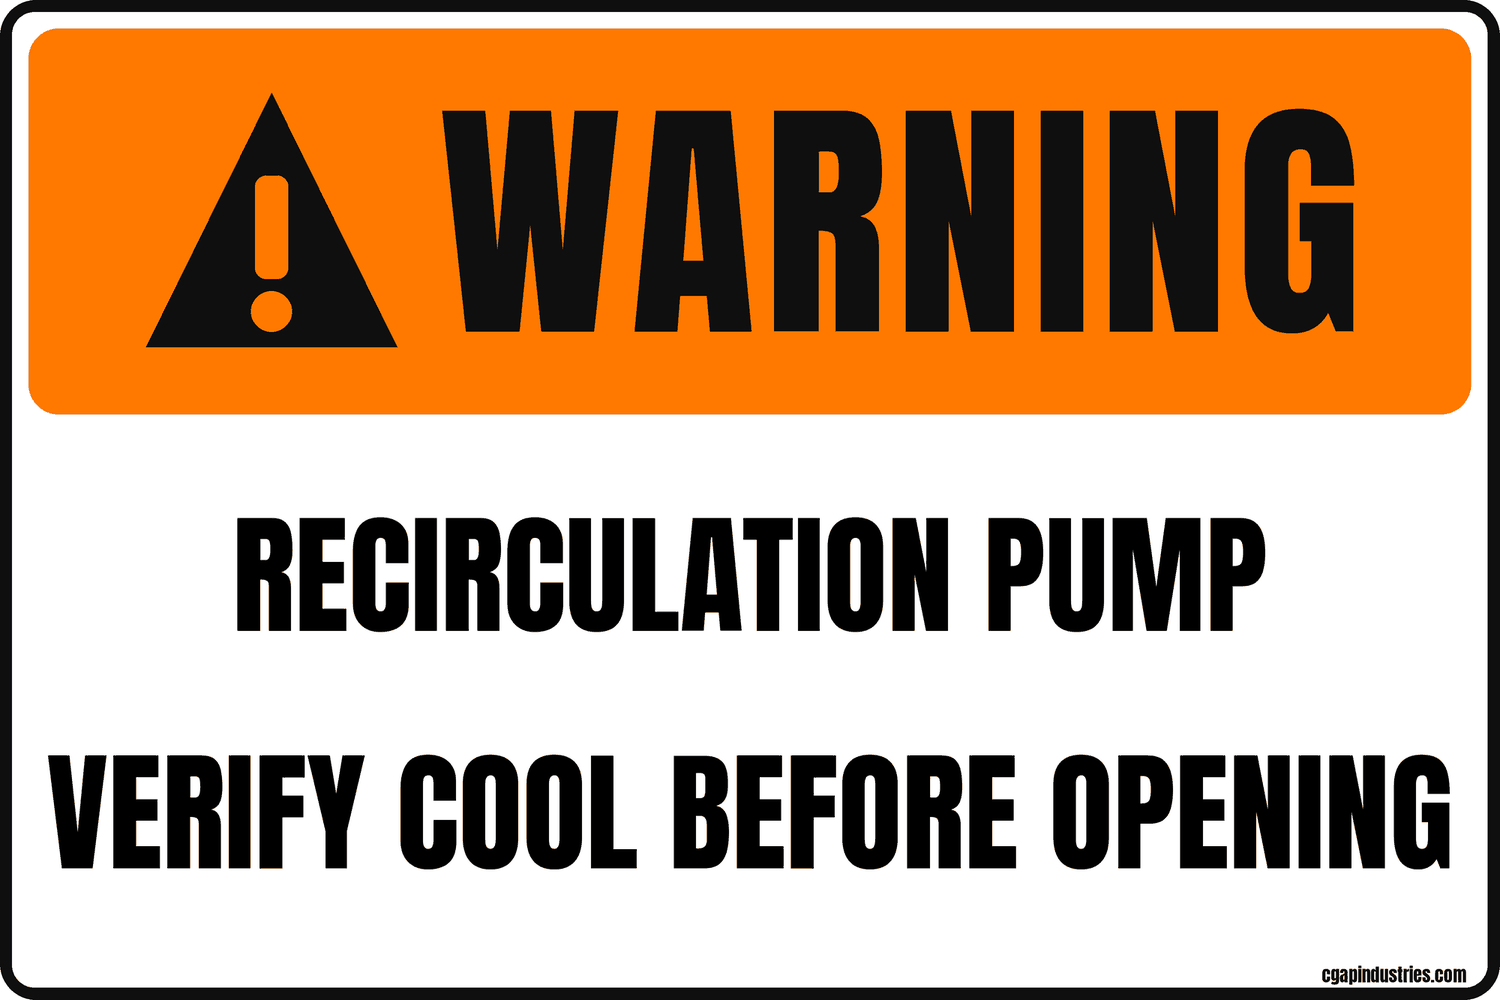 WARNING
RECIRCULATION PUMP
VERIFY COOL BEFORE OPENING
cgapindustries.com